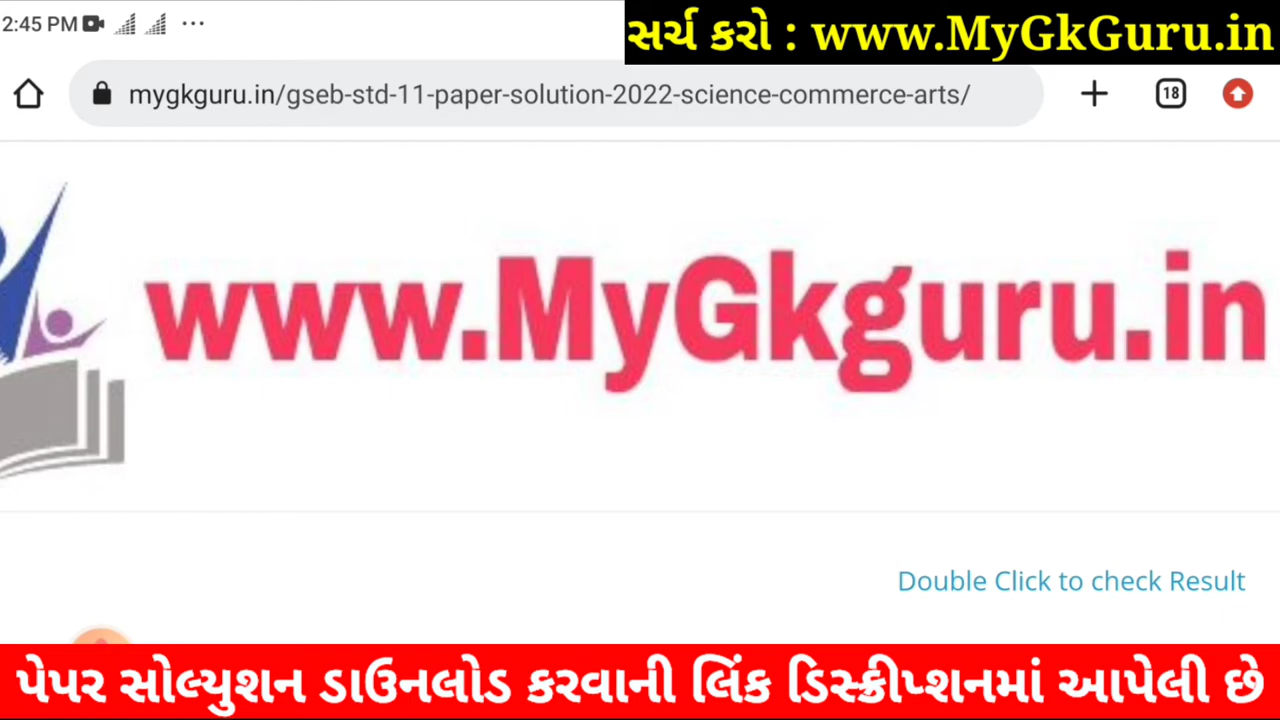 2:45 PM
સર્ચ કરો : www.MyGkGuru.in
mygkguru.in/gseb-std-11-paper-solution-2022-science-commerce-arts/
18
www.MyGkguru.in
Double Click to check Result
પેપર સોલ્યુશન ડાઉનલોડ કરવાની લિંક ડિસ્ક્રીપ્શનમાં આપેલી છે